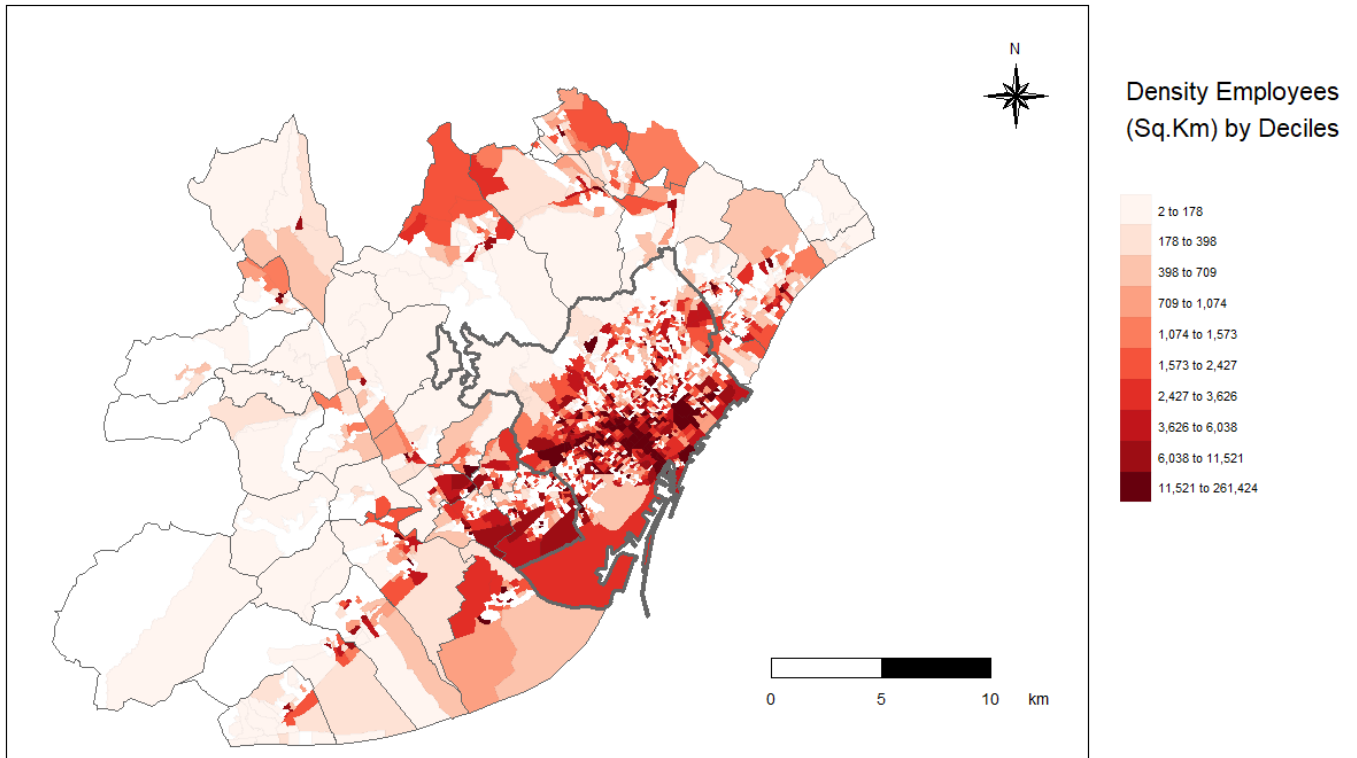 N
Density Employees
(Sq.Km) by Deciles
2 to 178
178 to 398
398 to 709
709 to 1,074
1,074 to 1,573
1,573 to 2,427
2,427 to 3,626
3,626 to 6,038
6,038 to 11,521
11,521 to 261,424
0 5 10 km